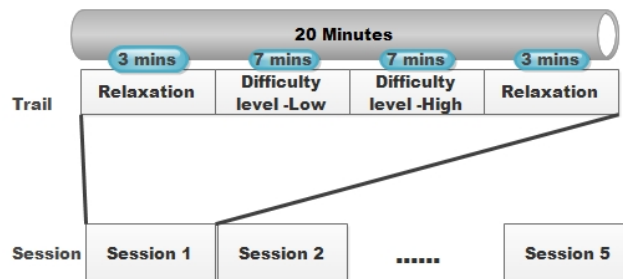 20 Minutes
3 mins 7 mins 7 mins 3 mins
Trail
Relaxation
Difficulty
level -Low
Difficulty
level -High
Relaxation
Session
Session 1
Session 2
......
Session 5